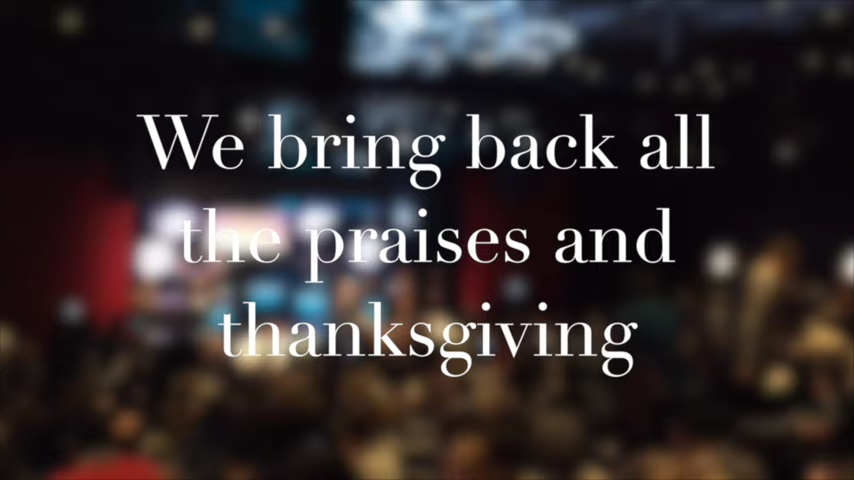 We bring back all
the praises and
thanksgiving